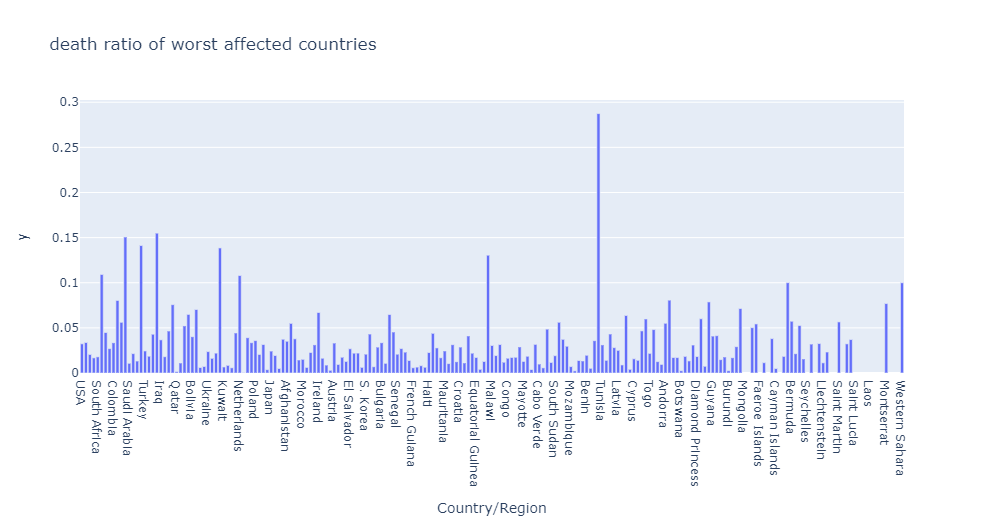 death ratio of worst affected countries
0.3
0.25
0.2
0.15
0.1
0.05
0
y
USA
South Africa
Colombia
Saudi Arabia
Turkey
Iraq
Qatar
Bolivia
Ukraine
Kuwait
Netherlands
Poland
Japan
Afghanistan
Morocco
Ireland
Austria
El Salvador
S. Korea
Bulgaria
Senegal
French Guiana
Haiti
Mauritania
Croatia
Equatorial Guinea
Malawi
Congo
Mayotte
Cabo Verde
South Sudan
Mozambique
Benin
Tunisia
Latvia
Cyprus
Togo
Andorra
Botswana
Diamond Princess
Guyana
Burundi
Mongolia
Faeroe Islands
Cayman Islands
Bermuda
Seychelles
Liechtenstein
Saint Martin
Saint Lucia
Laos
Montserrat
Western Sahara
Country/Region